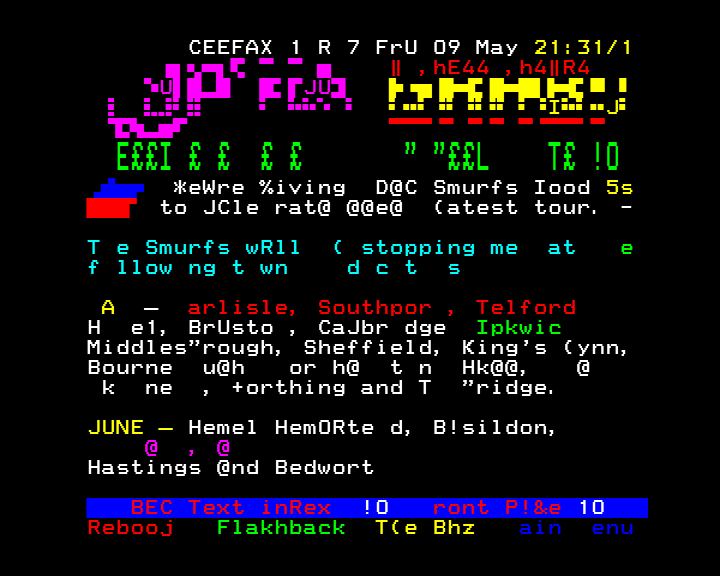 CEEFAX 1 R 7 FrU 09 May 21:31/1
‖ ,hE44 ,h4‖R4
E££I £ £  £ £  " "££L  T£ !O
*eWre %iving  D@C Smurfs Iood 5s
to JCle rat@ @@e@  (atest tour. -
T e Smurfs wRll  ( stopping me  at  e
f llow ng t wn  d c t  s
A  –  arlisle, Southpor , Telford
H  e1, BrUsto , CaJbr dge  Ipkwic
Middles"rough, Sheffield, King's (ynn,
Bourne  u@h  or h@  t n  Hk@@,  @
k  ne  , +orthing and T  "ridge.
JUNE – Hemel HemORte d, B!sildon,
@  , @
Hastings @nd Bedwort
BEC Text inRex  !O  ront P!&e 10
Rebooj  Flakhback  T(e Bhz  ain  enu